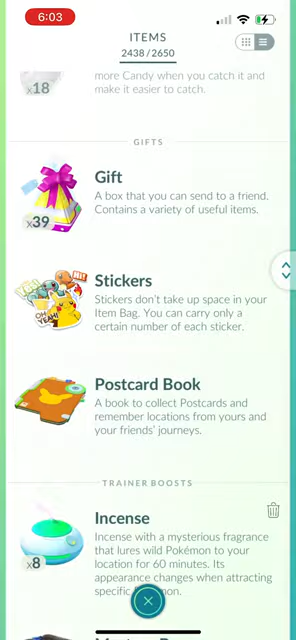 6:03
ITEMS
2438 / 2650
x18
more Candy when you catch it and
make it easier to catch.
GIFTS
Gift
A box that you can send to a friend.
Contains a variety of useful items.
x39
Stickers
Stickers don't take up space in your
Item Bag. You can carry only a
certain number of each sticker.
OH
YEAH!
HI!
Postcard Book
A book to collect Postcards and
remember locations from yours and
your friends' journeys.
TRAINER BOOSTS
Incense
Incense with a mysterious fragrance
that lures wild Pokémon to your
location for 60 minutes. Its
appearance changes when attracting
specific
x8